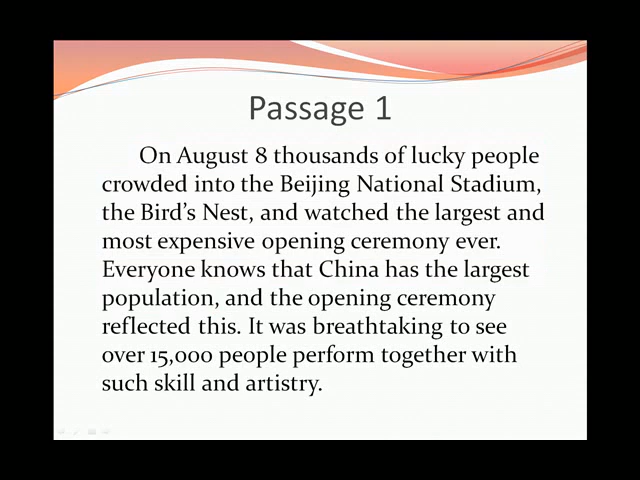 Passage 1
On August 8 thousands of lucky people
crowded into the Beijing National Stadium,
the Bird’s Nest, and watched the largest and
most expensive opening ceremony ever.
Everyone knows that China has the largest
population, and the opening ceremony
reflected this. It was breathtaking to see
over 15,000 people perform together with
such skill and artistry.